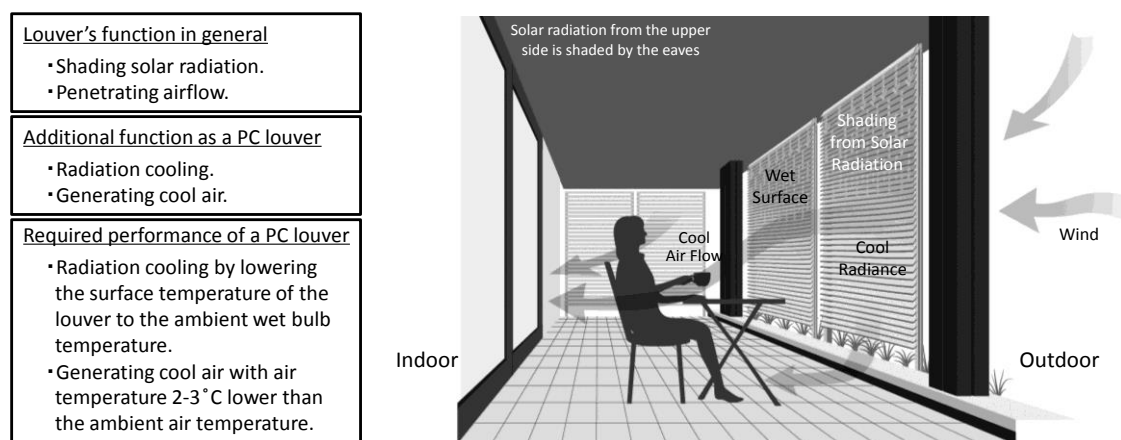 Louver’s function in general
・Shading solar radiation.
・Penetrating airflow.
Additional function as a PC louver
・Radiation cooling.
・Generating cool air.
Required performance of a PC louver
・Radiation cooling by lowering
the surface temperature of the
louver to the ambient wet bulb
temperature.
・Generating cool air with air
temperature 2-3˚C lower than
the ambient air temperature.
Solar radiation from the upper
side is shaded by the eaves
Shading
from Solar
Radiation
Wet
Surface
Cool
Air Flow
Cool
Radiance
Wind
Indoor
Outdoor